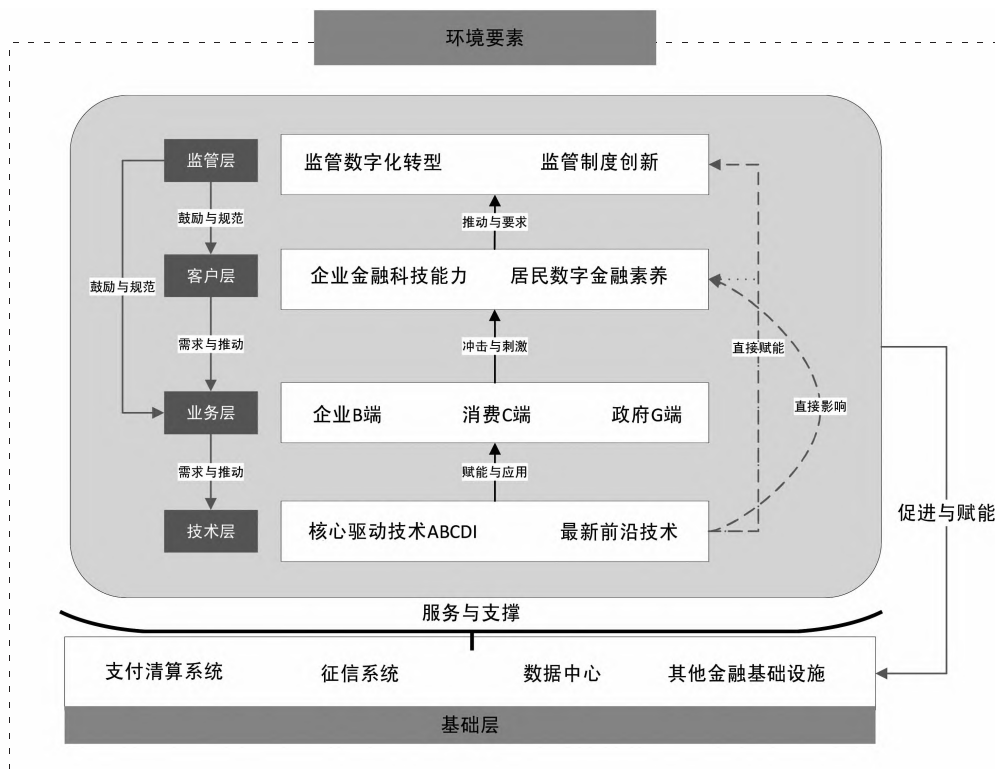 环境要素
监管层
监管数字化转型 监管制度创新
鼓励与规范
推动与要求
客户层
企业金融科技能力 居民数字金融素养
鼓励与规范
需求与推动
冲击与刺激
直接赋能
直接影响
业务层
企业B端 消费C端 政府G端
需求与推动
赋能与应用
技术层
核心驱动技术ABCDI 最新前沿技术
促进与赋能
服务与支撑
支付清算系统 征信系统 数据中心 其他金融基础设施
基础层